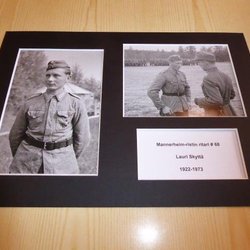 Mannerheim-ristin ritari # 68
Lauri Skyttä
1922-1973